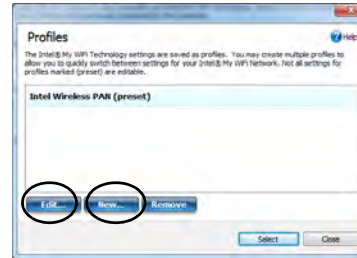 Profiles
Help
The Intel® My WiFi Technology settings are saved as profiles. You may create multiple profiles to
allow you to quickly switch between settings for your Intel® My WiFi Network. Not all settings for
profiles marked (preset) are editable.
Intel Wireless PAN (preset)
Edit... New... Remove
Select Close